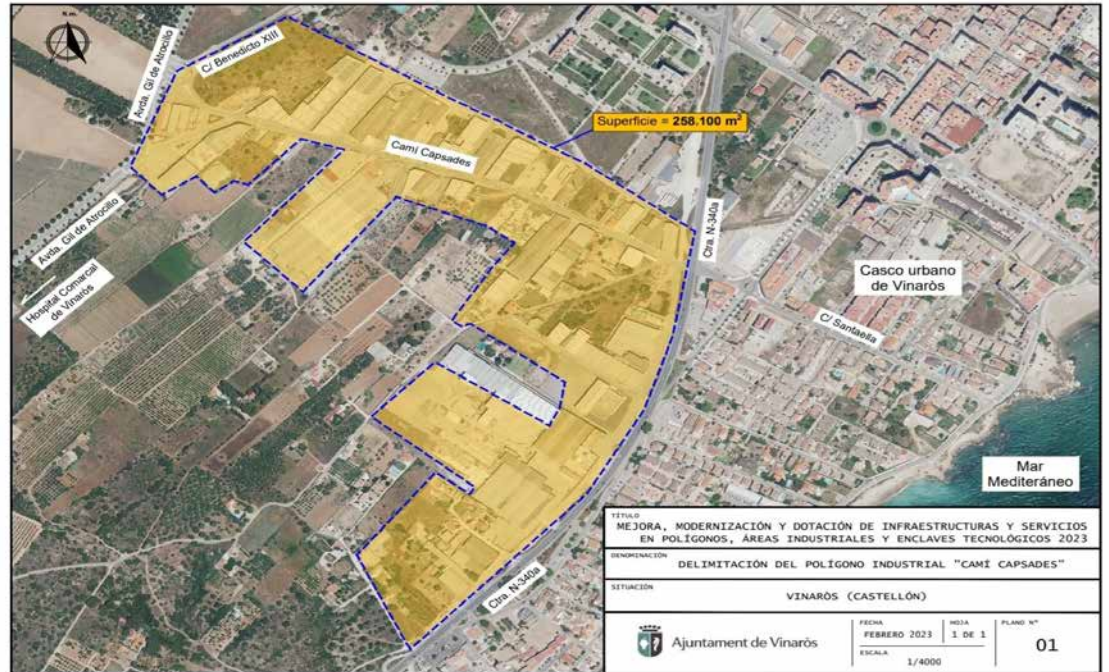 N.m.
Avda. Gil de Atrocillo
C/ Benedicto XIII
Superficie = 258.100 m²
Camí Capsades
Avda. Gil de Atrocillo
Hospital Comarcal
de Vinaròs
Ctra. N-340a
Casco urbano
de Vinaròs
C/ Santaella
Mar
Mediteráneo
Ctra. N-340a
TÍTULO
MEJORA, MODERNIZACIÓN Y DOTACIÓN DE INFRAESTRUCTURAS Y SERVICIOS
EN POLÍGONOS, ÁREAS INDUSTRIALES Y ENCLAVES TECNOLÓGICOS 2023
DENOMINACIÓN
DELIMITACIÓN DEL POLÍGONO INDUSTRIAL "CAMÍ CAPSADES"
SITUACIÓN
VINARÒS (CASTELLÓN)
Ajuntament de Vinaròs
FECHA
FEBRERO 2023
HOJA
1 DE 1
PLANO Nº
01
ESCALA
1/4000